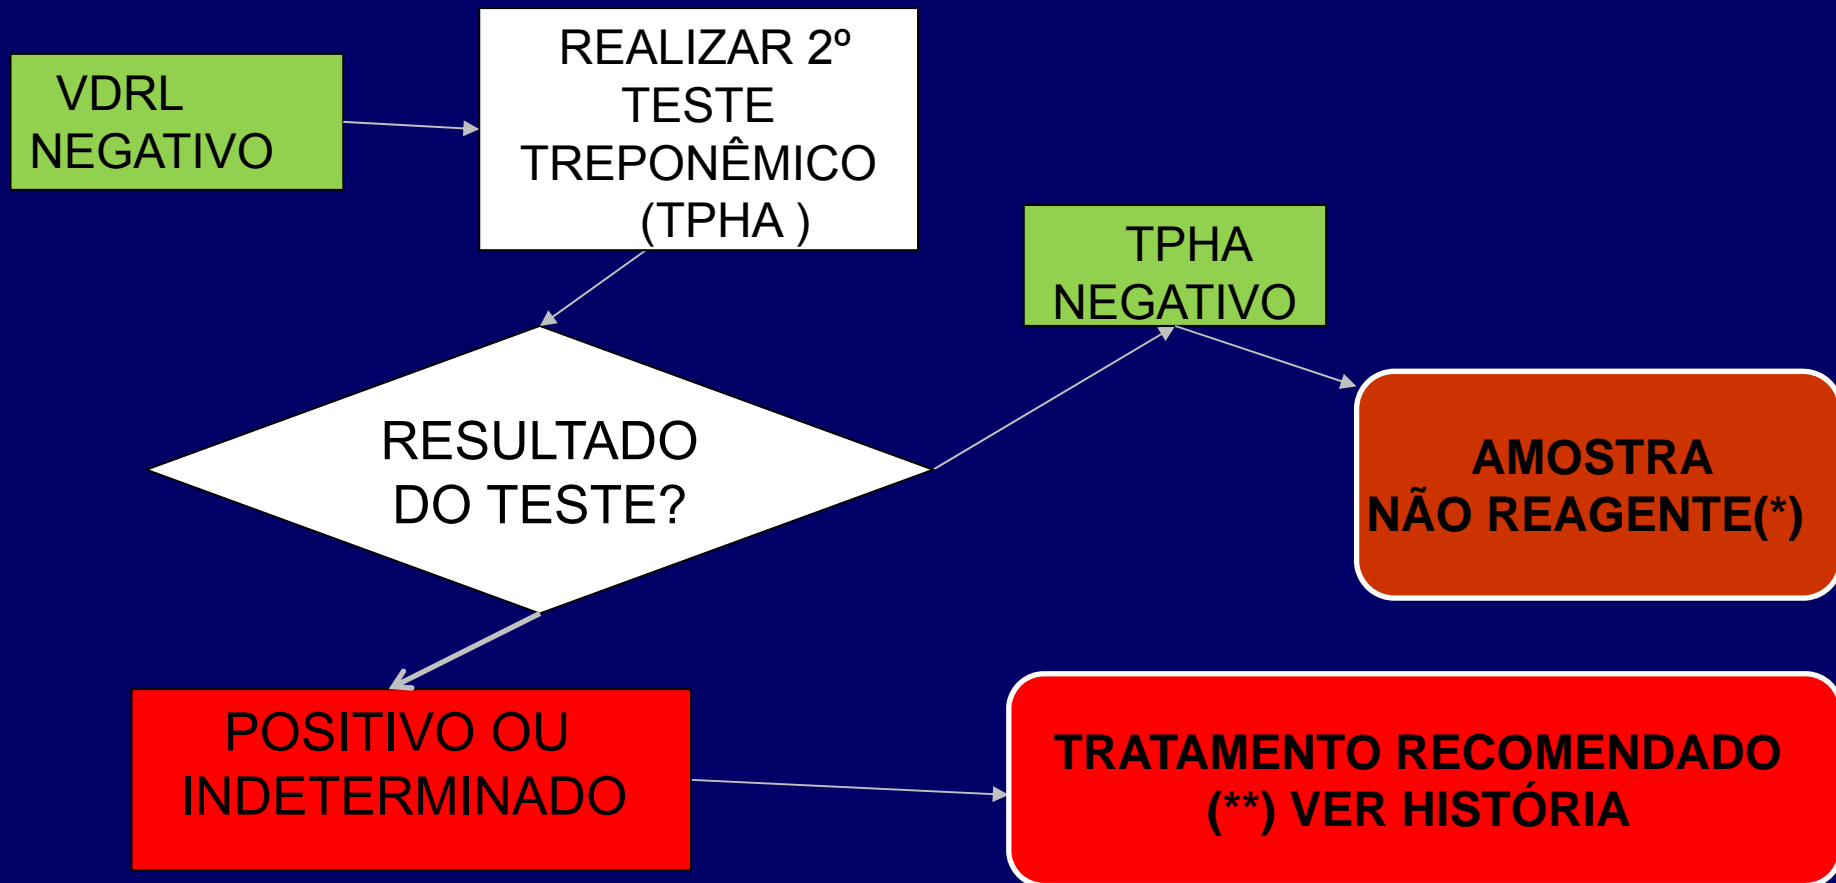 VDRL
NEGATIVO
REALIZAR 2º
TESTE
TREPONÊMICO
(TPHA )
TPHA
NEGATIVO
RESULTADO
DO TESTE?
AMOSTRA
NÃO REAGENTE(*)
POSITIVO OU
INDETERMINADO
TRATAMENTO RECOMENDADO
(**) VER HISTÓRIA